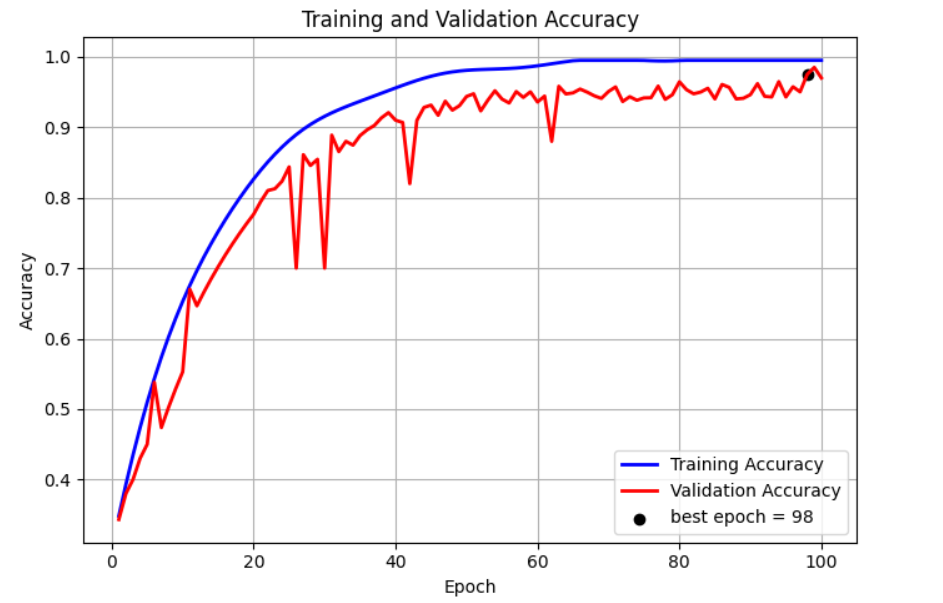 Training and Validation Accuracy
Accuracy
1.0
0.9
0.8
0.7
0.6
0.5
0.4
Training Accuracy
Validation Accuracy
best epoch = 98
0 20 40 60 80 100
Epoch